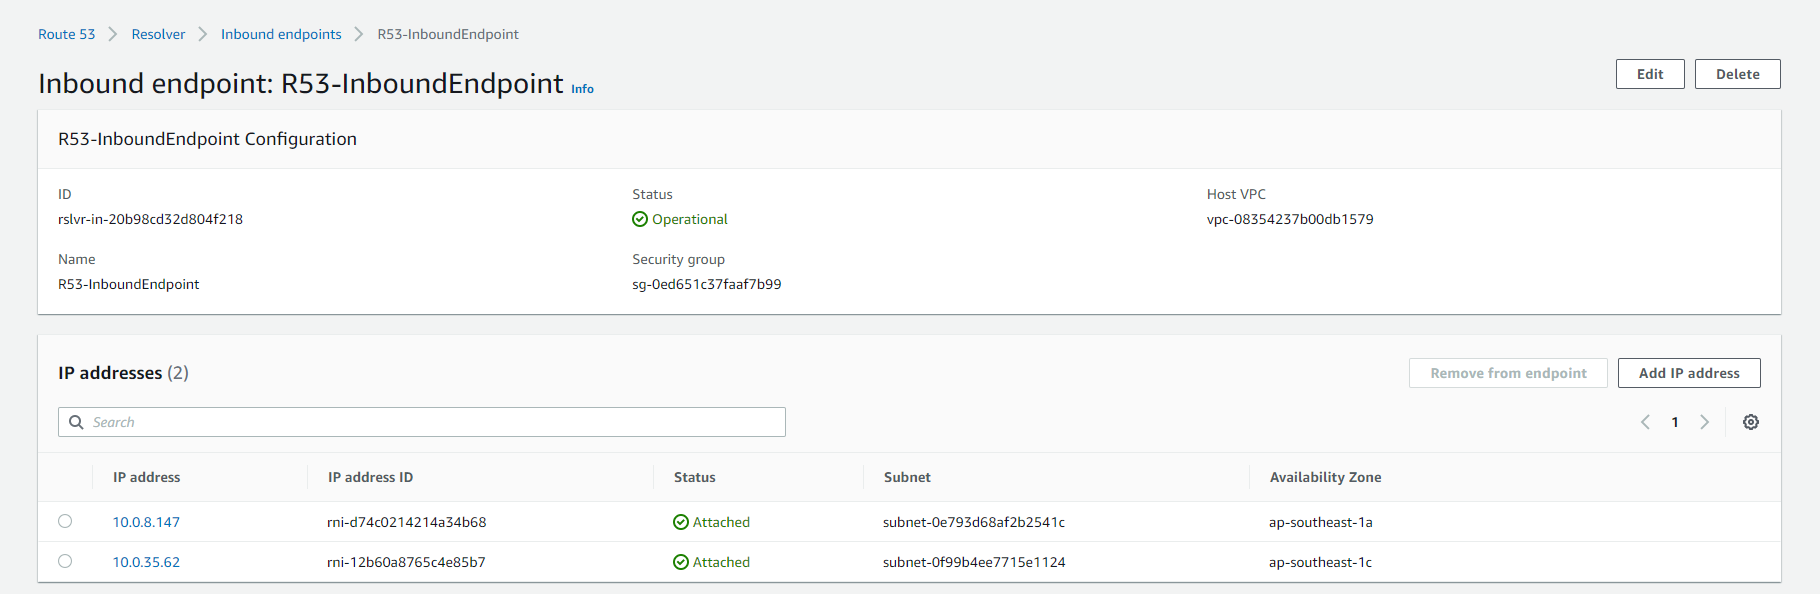 Route 53 > Resolver > Inbound endpoints > R53-InboundEndpoint
Inbound endpoint: R53-InboundEndpoint Info
Edit Delete
R53-InboundEndpoint Configuration
ID Status Host VPC
rslvr-in-20b98cd32d804f218 Operational vpc-08354237b00db1579
Name Security group
R53-InboundEndpoint sg-0ed651c37faaf7b99
IP addresses (2) Remove from endpoint Add IP address
Search 1
IP address IP address ID Status Subnet Availability Zone
10.0.8.147 rni-d74c0214214a34b68 Attached subnet-0e793d68af2b2541c ap-southeast-1a
10.0.35.62 rni-12b60a8765c4e85b7 Attached subnet-0f99b4ee7715e1124 ap-southeast-1c